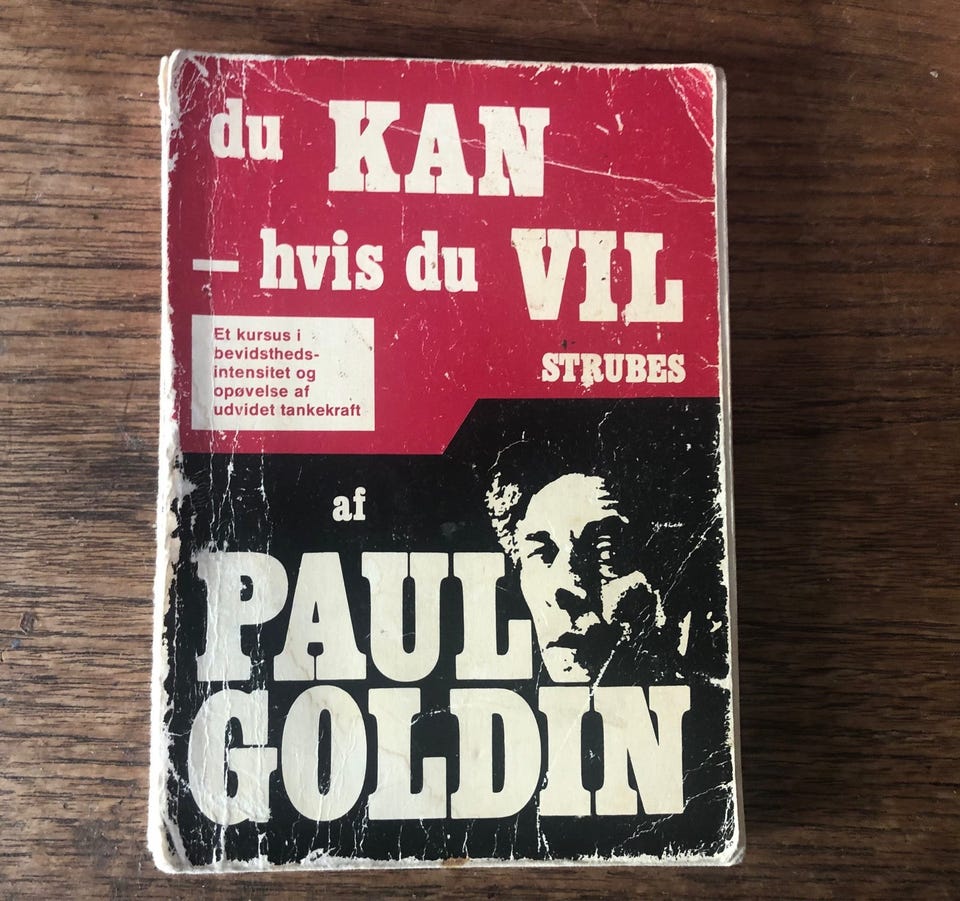 du KAN
– hvis du VIL
STRUBES
Et kursus i
bevidstheds-
intensitet og
opøvelse af
udvidet tankekraft
af
PAUL
GOLDIN